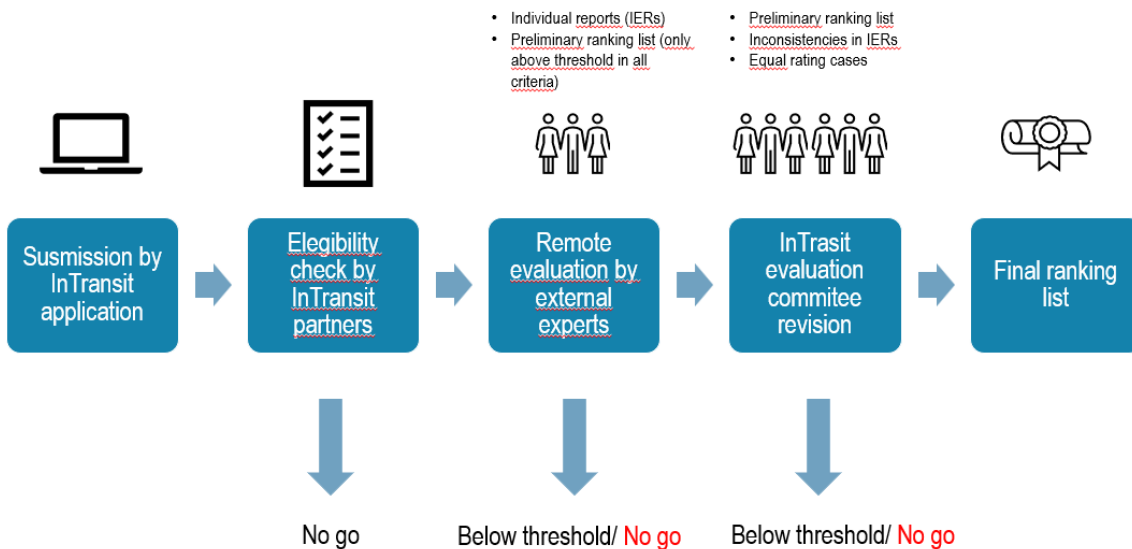 • Individual reports (IERs)
• Preliminary ranking list (only
above threshold in all
criteria)
• Preliminary ranking list
• Inconsistencies in IERs
• Equal rating cases
Susmission by
InTransit
application
Elegibility
check by
InTransit
partners
Remote
evaluation by
external
experts
InTrasit
evaluation
commitee
revision
Final ranking
list
No go
Below threshold/ No go
Below threshold/ No go